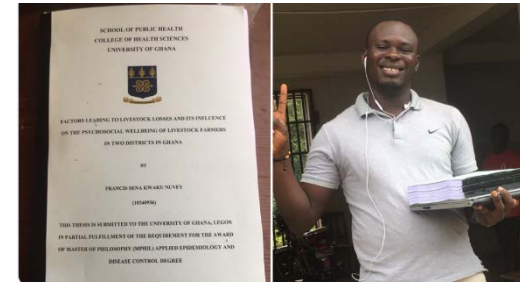 SCHOOL OF PUBLIC HEALTH
COLLEGE OF HEALTH SCIENCES
UNIVERSITY OF GHANA
FACTORS LEADING TO LIVESTOCK LOSSES AND ITS INFLUENCE
ON THE PSYCHOSOCIAL WELLBEING OF LIVESTOCK FARMERS
IN TWO DISTRICTS IN GHANA
BY
FRANCIS SENA KWAKU NUVEY
(10340936)
THIS THESIS IS SUBMITTED TO THE UNIVERSITY OF GHANA, LEGON
IN PARTIAL FULFILLMENT OF THE REQUIREMENT FOR THE AWARD
OF MASTER OF PHILOSOPHY (MPHIL) APPLIED EPIDEMIOLOGY AND
DISEASE CONTROL DEGREE